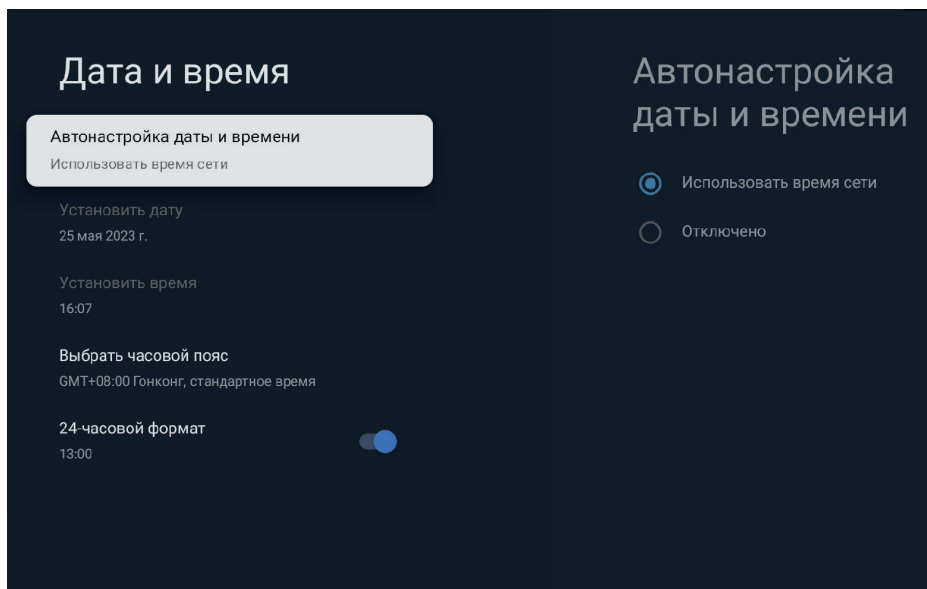 Дата и время
Автонастройка даты и времени
Использовать время сети
Установить дату
25 мая 2023 г.
Установить время
16:07
Выбрать часовой пояс
GMT+08:00 Гонконг, стандартное время
24-часовой формат
13:00
Автонастройка
даты и времени
Использовать время сети
Отключено